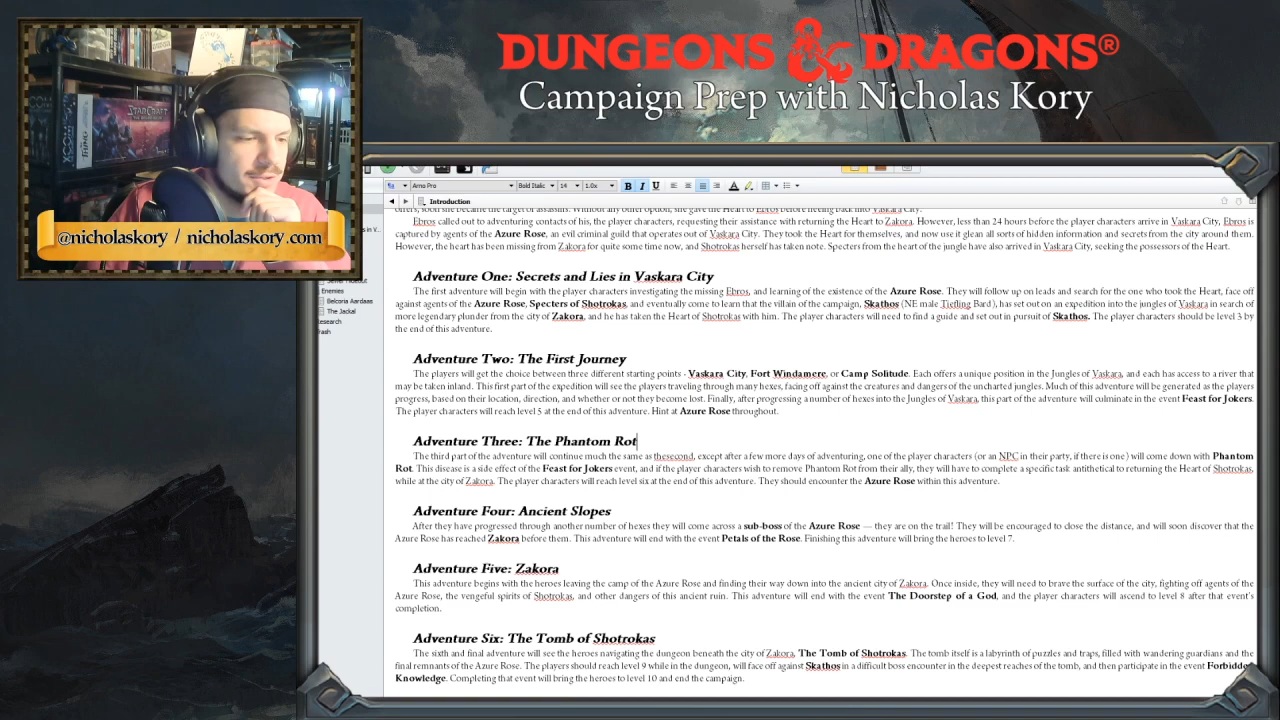 DUNGEONS & DRAGONS®
Campaign Prep with Nicholas Kory
STARCRAFT
XCOM
@nicholaskory / nicholaskory.com
Arno Pro Bold Italic 14 1.0x B I U A
Introduction
Ebros called out to adventuring contacts of his, the player characters, requesting their assistance with returning the Heart to Zakora. However, less than 24 hours before the player characters arrive in Vaskara City, Ebros is
captured by agents of the Azure Rose, an evil criminal guild that operates out of Vaskara City. They took the Heart for themselves, and now use it glean all sorts of hidden information and secrets from the city around them.
However, the heart has been missing from Zakora for quite some time now, and Shotrokas herself has taken note. Specters from the heart of the jungle have also arrived in Vaskara City, seeking the possessors of the Heart.
Enemies
Belcoria Aardaas
The Jackal
Adventure One: Secrets and Lies in Vaskara City
The first adventure will begin with the player characters investigating the missing Ebros, and learning of the existence of the Azure Rose. They will follow up on leads and search for the one who took the Heart, face off
against agents of the Azure Rose, Specters of Shotrokas, and eventually come to learn that the villain of the campaign, Skathos (NE male Tiefling Bard), has set out on an expedition into the jungles of Vaskara in search of
more legendary plunder from the city of Zakora, and he has taken the Heart of Shotrokas with him. The player characters will need to find a guide and set out in pursuit of Skathos. The player characters should be level 3 by
the end of this adventure.
Adventure Two: The First Journey
The players will get the choice between three different starting points - Vaskara City, Fort Windamere, or Camp Solitude. Each offers a unique position in the Jungles of Vaskara, and each has access to a river that
may be taken inland. This first part of the expedition will see the players traveling through many hexes, facing off against the creatures and dangers of the uncharted jungles. Much of this adventure will be generated as the players
progress, based on their location, direction, and whether or not they become lost. Finally, after progressing a number of hexes into the Jungles of Vaskara, this part of the adventure will culminate in the event Feast for Jokers.
The player characters will reach level 5 at the end of this adventure. Hint at Azure Rose throughout.
Adventure Three: The Phantom Rot
The third part of the adventure will continue much the same as thesecond, except after a few more days of adventuring, one of the player characters (or an NPC in their party, if there is one) will come down with Phantom
Rot. This disease is a side effect of the Feast for Jokers event, and if the player characters wish to remove Phantom Rot from their ally, they will have to complete a specific task antithetical to returning the Heart of Shotrokas,
while at the city of Zakora. The player characters will reach level six at the end of this adventure. They should encounter the Azure Rose within this adventure.
Adventure Four: Ancient Slopes
After they have progressed through another number of hexes they will come across a sub-boss of the Azure Rose — they are on the trail! They will be encouraged to close the distance, and will soon discover that the
Azure Rose has reached Zakora before them. This adventure will end with the event Petals of the Rose. Finishing this adventure will bring the heroes to level 7.
Adventure Five: Zakora
This adventure begins with the heroes leaving the camp of the Azure Rose and finding their way down into the ancient city of Zakora. Once inside, they will need to brave the surface of the city, fighting off agents of the
Azure Rose, the vengeful spirits of Shotrokas, and other dangers of this ancient ruin. This adventure will end with the event The Doorstep of a God, and the player characters will ascend to level 8 after that event's
completion.
Adventure Six: The Tomb of Shotrokas
The sixth and final adventure will see the heroes navigating the dungeon beneath the city of Zakora, The Tomb of Shotrokas. The tomb itself is a labyrinth of puzzles and traps, filled with wandering guardians and the
final remnants of the Azure Rose. The players should reach level 9 while in the dungeon, will face off against Skathos in a difficult boss encounter in the deepest reaches of the tomb, and then participate in the event Forbidden
Knowledge. Completing that event will bring the heroes to level 10 and end the campaign.